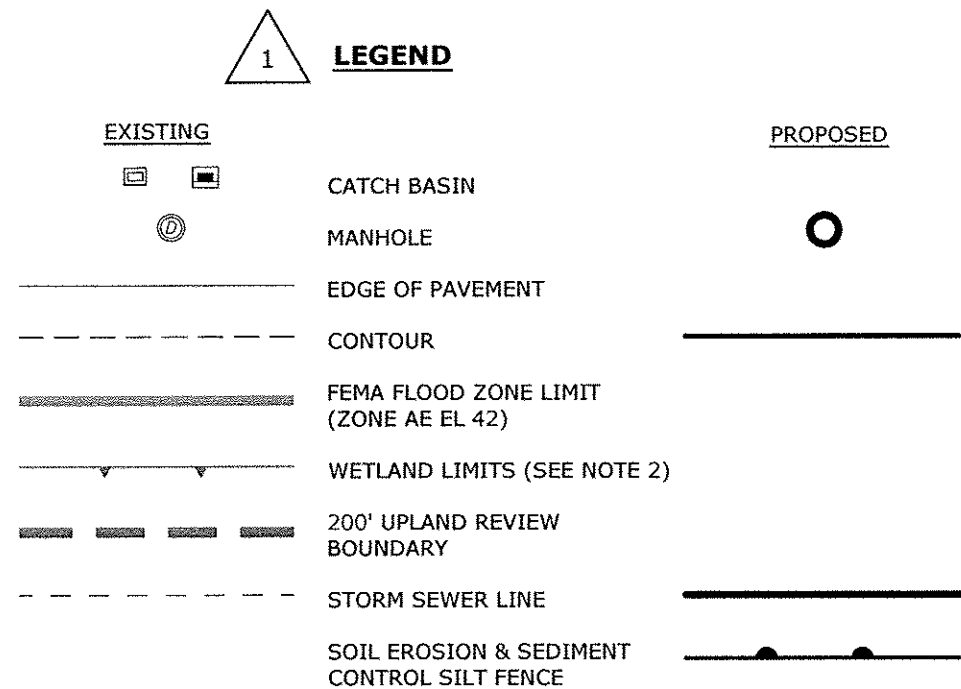 1
LEGEND
EXISTING
PROPOSED
CATCH BASIN
D
MANHOLE
EDGE OF PAVEMENT
CONTOUR
FEMA FLOOD ZONE LIMIT
(ZONE AE EL 42)
WETLAND LIMITS (SEE NOTE 2)
200' UPLAND REVIEW
BOUNDARY
STORM SEWER LINE
SOIL EROSION & SEDIMENT
CONTROL SILT FENCE